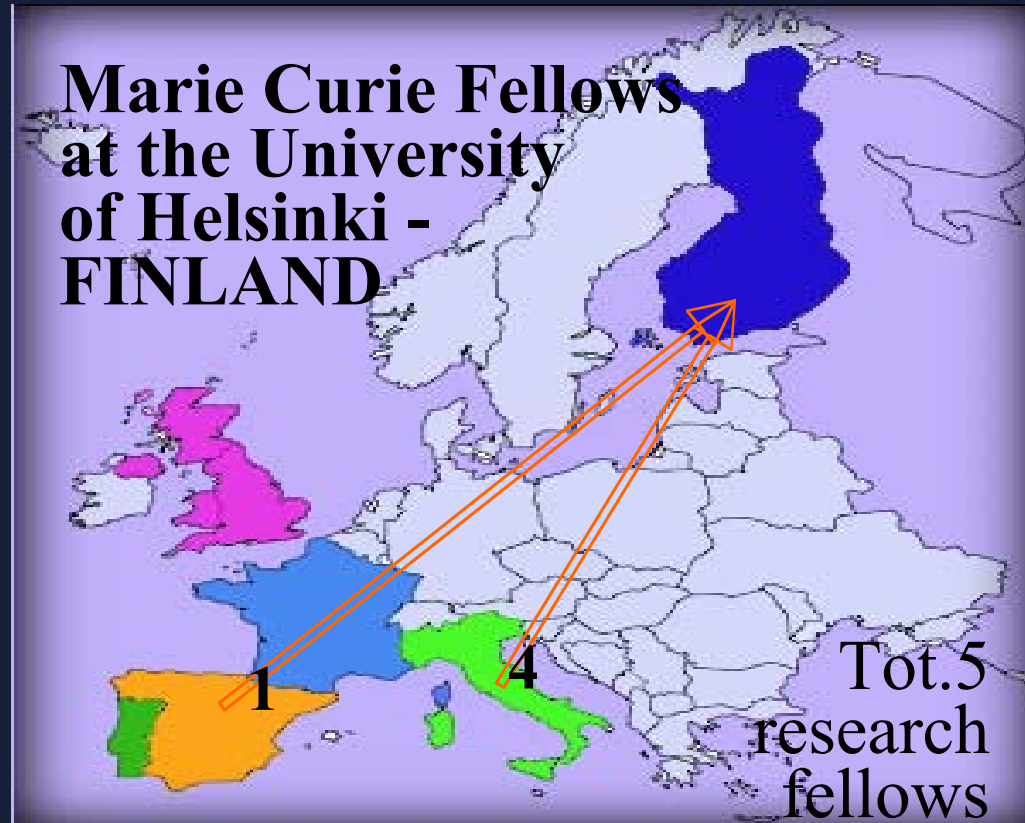 Marie Curie Fellows
at the University
of Helsinki -
FINLAND
1
4
Tot.5
research
fellows